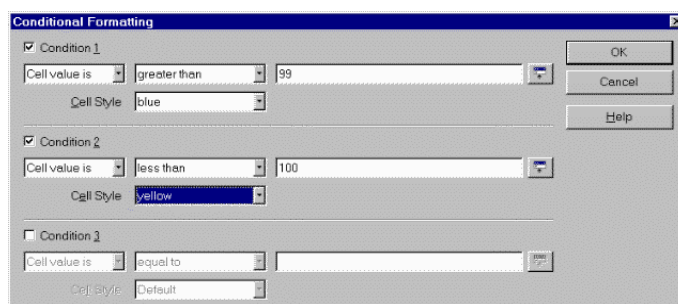 Conditional Formatting
Condition 1
OK
Cell value is greater than 99
Cancel
Cell Style blue
Help
Condition 2
Cell value is less than 100
Cell Style yellow
Condition 3
Cell value is equal to
Cell Style Default